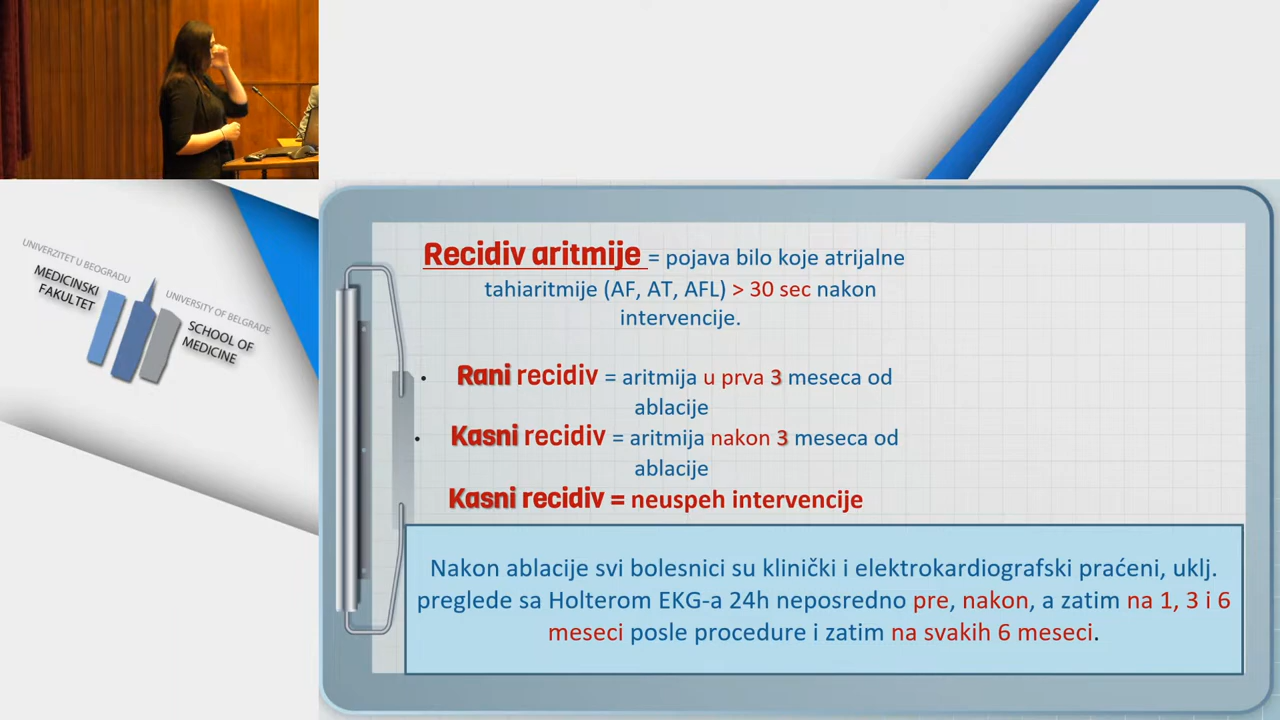 UNIVERZITET U BEOGRADU
MEDICINSKI
FAKULTET
UNIVERSITY OF BELGRADE
SCHOOL OF
MEDICINE
Recidiv aritmije = pojava bilo koje atrijalne
tahiaritmije (AF, AT, AFL) > 30 sec nakon
intervencije.
• Rani recidiv = aritmija u prva 3 meseca od
ablacije
• Kasni recidiv = aritmija nakon 3 meseca od
ablacije
Kasni recidiv = neuspeh intervencije
Nakon ablacije svi bolesnici su klinički i elektrokardiografski praćeni, uklj.
preglede sa Holterom EKG-a 24h neposredno pre, nakon, a zatim na 1, 3 i 6
meseci posle procedure i zatim na svakih 6 meseci.